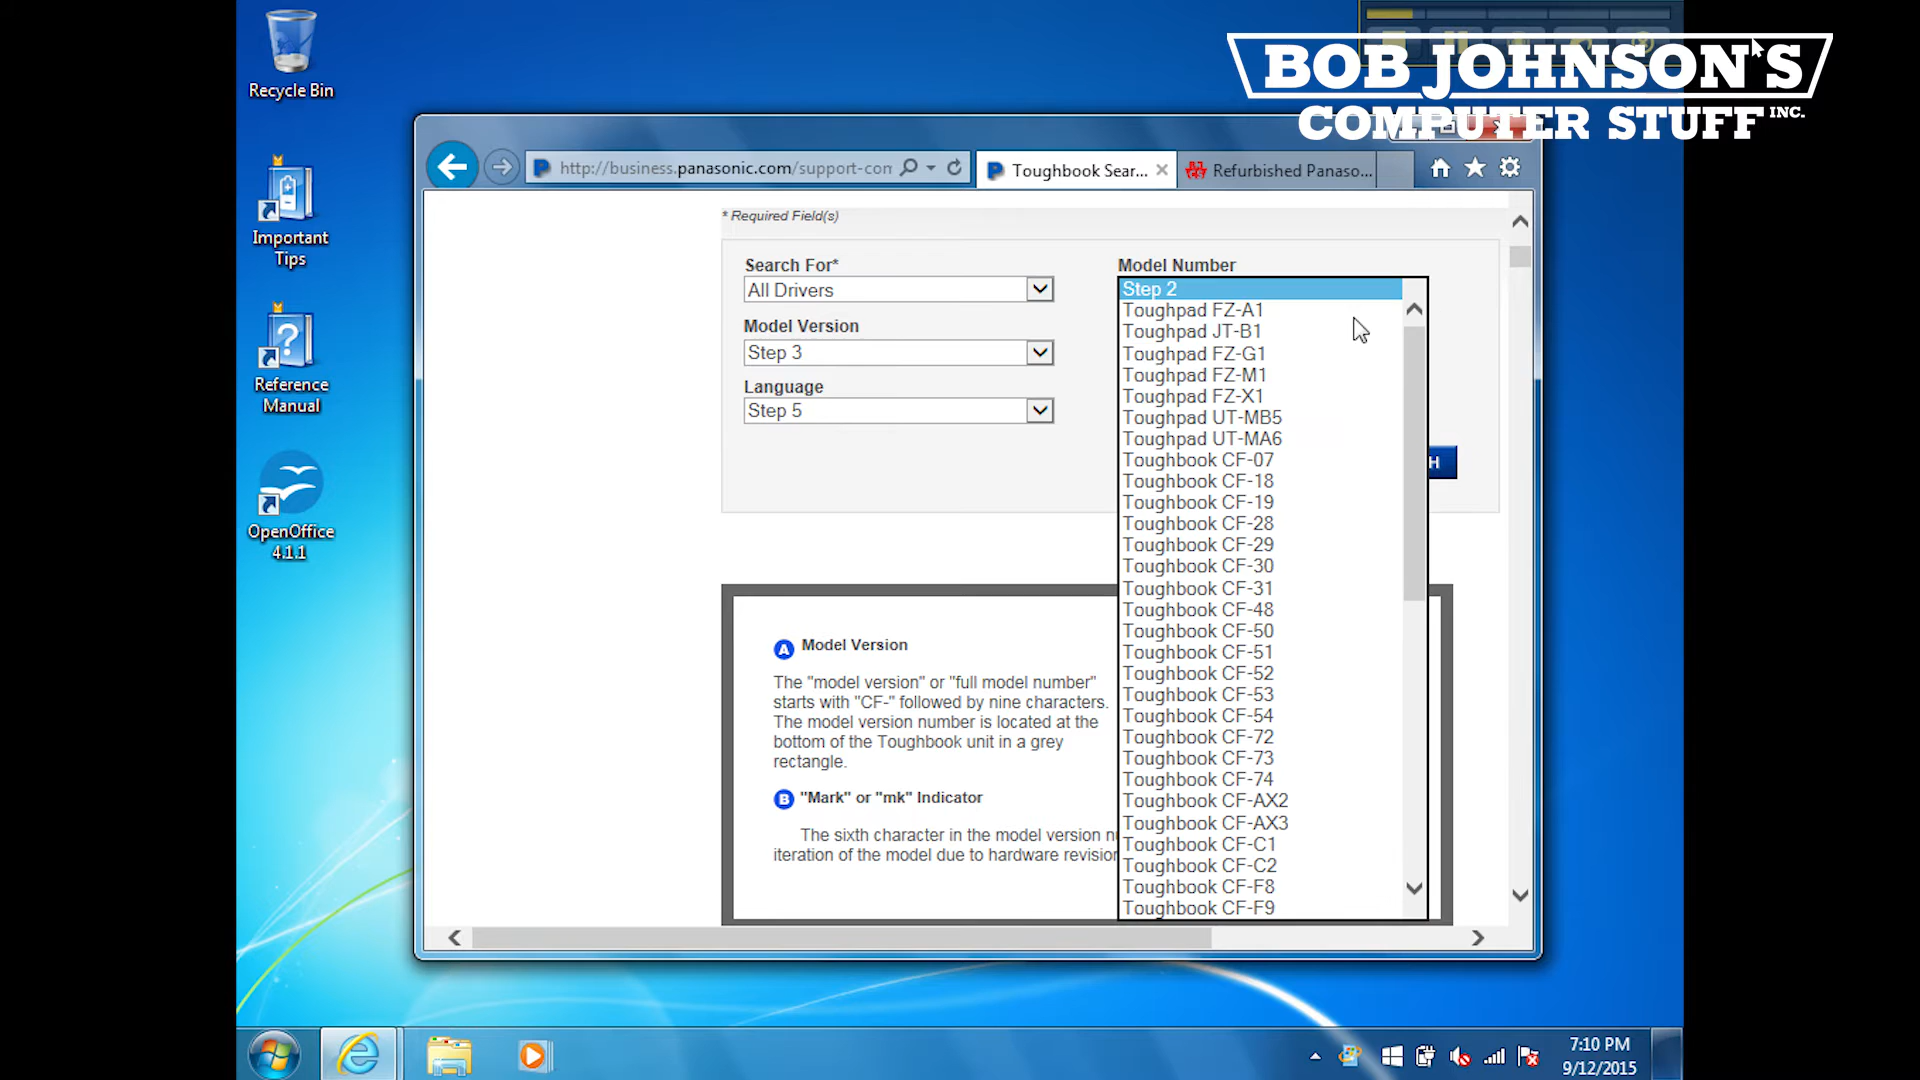 BOB JOHNSON'S
COMPUTER STUFF INC.
Recycle Bin
Important
Tips
Reference
Manual
OpenOffice
4.1.1
http://business.panasonic.com/support-con
Toughbook Sear...
Refurbished Panaso...
* Required Field(s)
Search For*
All Drivers
Model Version
Step 3
Language
Step 5
Model Number
Step 2
Toughpad FZ-A1
Toughpad JT-B1
Toughpad FZ-G1
Toughpad FZ-M1
Toughpad FZ-X1
Toughpad UT-MB5
Toughpad UT-MA6
Toughbook CF-07
Toughbook CF-18
Toughbook CF-19
Toughbook CF-28
Toughbook CF-29
Toughbook CF-30
Toughbook CF-31
Toughbook CF-48
Toughbook CF-50
Toughbook CF-51
Toughbook CF-52
Toughbook CF-53
Toughbook CF-54
Toughbook CF-72
Toughbook CF-73
Toughbook CF-74
Toughbook CF-AX2
Toughbook CF-AX3
Toughbook CF-C1
Toughbook CF-C2
Toughbook CF-F8
Toughbook CF-F9
H
A Model Version
The "model version" or "full model number"
starts with "CF-" followed by nine characters.
The model version number is located at the
bottom of the Toughbook unit in a grey
rectangle.
B "Mark" or "mk" Indicator
The sixth character in the model version
iteration of the model due to hardware
7:10 PM
9/12/2015